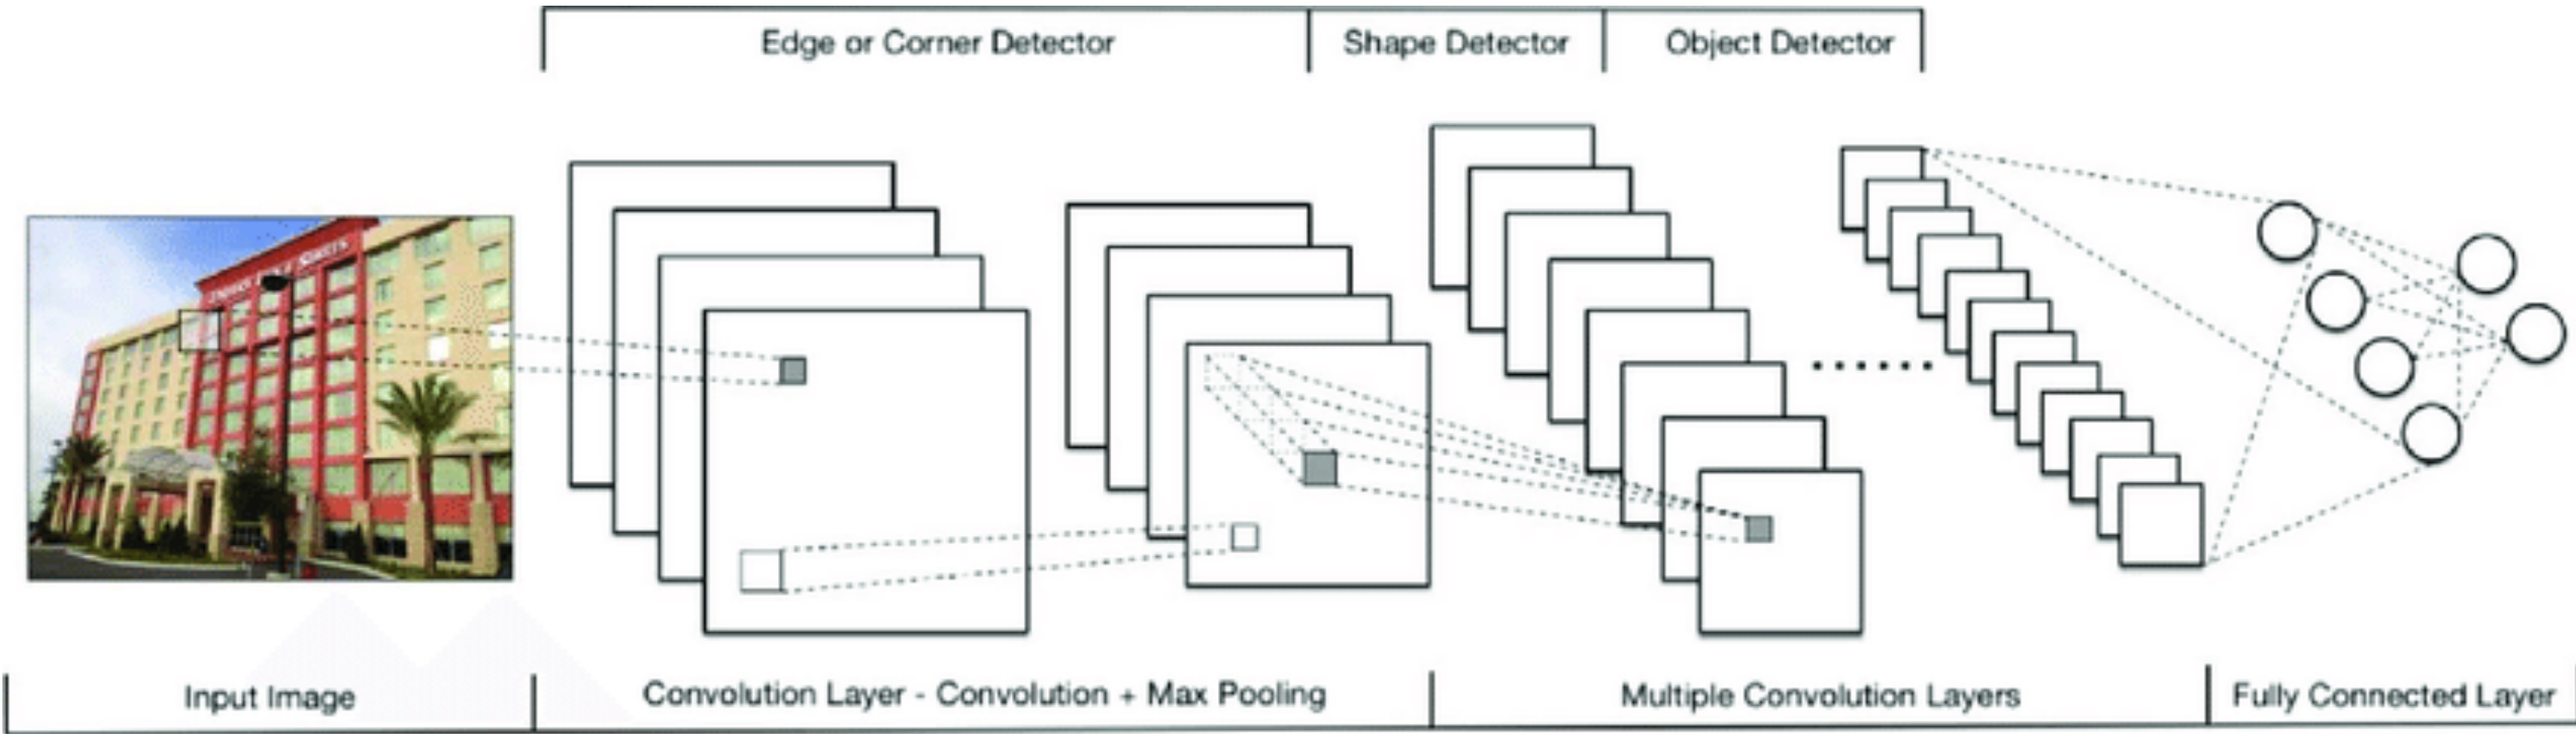 Edge or Corner Detector
Shape Detector
Object Detector
Input Image
Convolution Layer - Convolution + Max Pooling
Multiple Convolution Layers
Fully Connected Layer